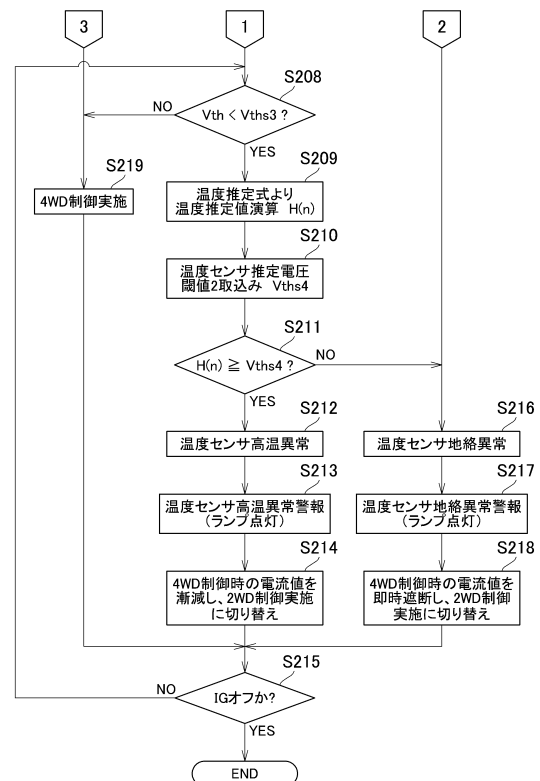 3
1
2
S208
Vth < Vths3 ?
NO
YES
S219
4WD制御実施
S209
温度推定式より
温度推定値演算 H(n)
S210
温度センサ推定電圧
閾値2取込み Vths4
S211
H(n) ≧ Vths4 ?
NO
YES
S212
温度センサ高温異常
S216
温度センサ地絡異常
S213
温度センサ高温異常警報
(ランプ点灯)
S217
温度センサ地絡異常警報
(ランプ点灯)
S214
4WD制御時の電流値を
漸減し、2WD制御実施
に切り替え
S218
4WD制御時の電流値を
即時遮断し、2WD制御
実施に切り替え
S215
IGオフか?
NO
YES
END